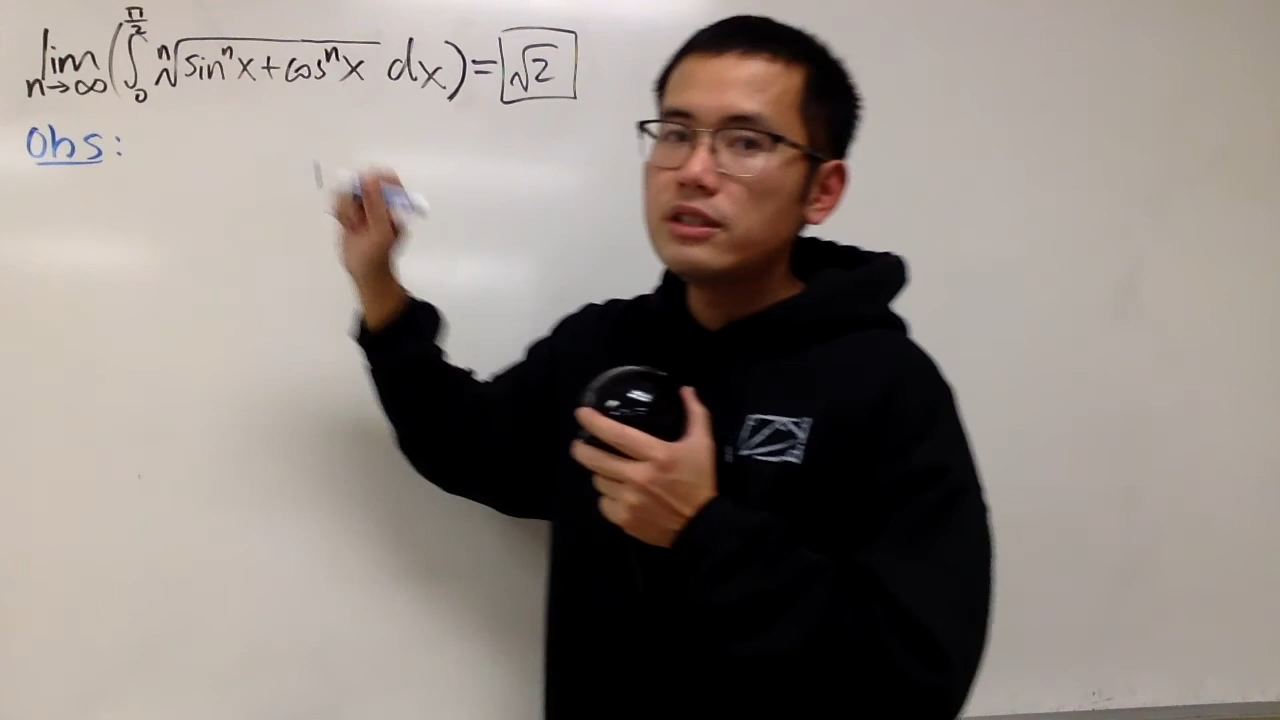 lim n→∞ (∫₀^(π/2) ⁿ√(sinⁿx + cosⁿx) dx) = √2
Obs: